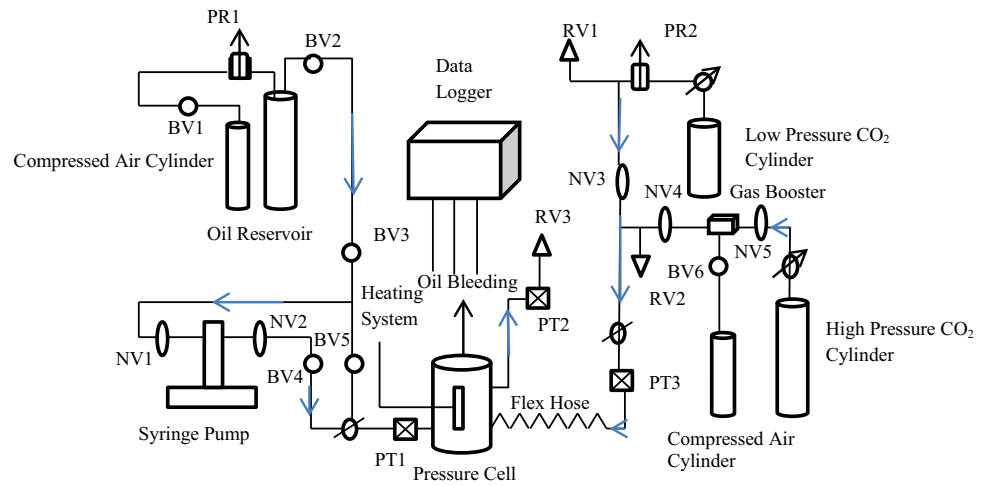 PR1
BV2
RV1
PR2
Data
Logger
BV1
Compressed Air Cylinder
Low Pressure CO₂
Cylinder
NV3
NV4
Gas Booster
Oil Reservoir
BV3
RV3
NV5
BV6
Oil Bleeding
Heating
System
RV2
PT2
NV1
NV2
BV5
BV4
High Pressure CO₂
Cylinder
PT3
Flex Hose
Syringe Pump
PT1
Pressure Cell
Compressed Air
Cylinder